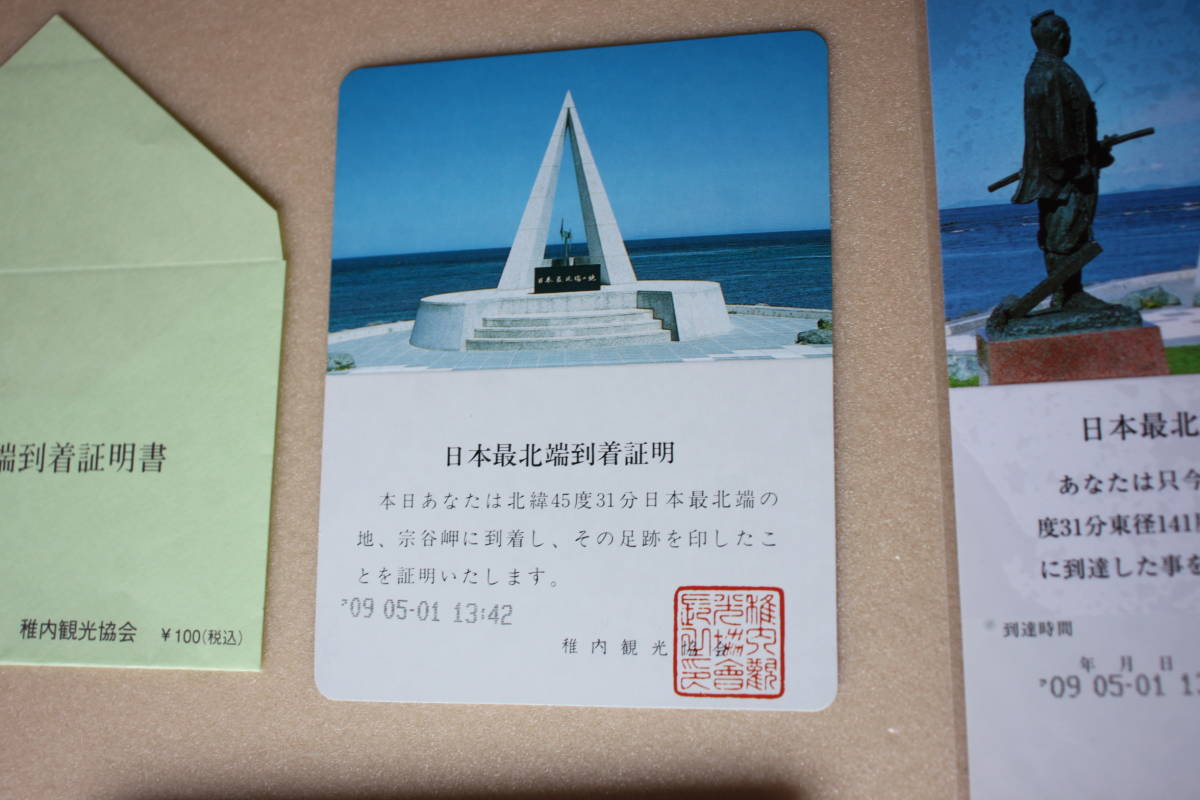 端到着証明書
稚内観光協会 ¥100(税込)
日本最北端の地
日本最北端到着証明
本日あなたは北緯45度31分日本最北端の
地、宗谷岬に到着し、その足跡を印したこ
とを証明いたします。
'09 05-01 13:42
稚内観光協会
日本最北
あなたは只今
度31分東径141
に到達した事を
到達時間
年 月 日
'09 05-01 1